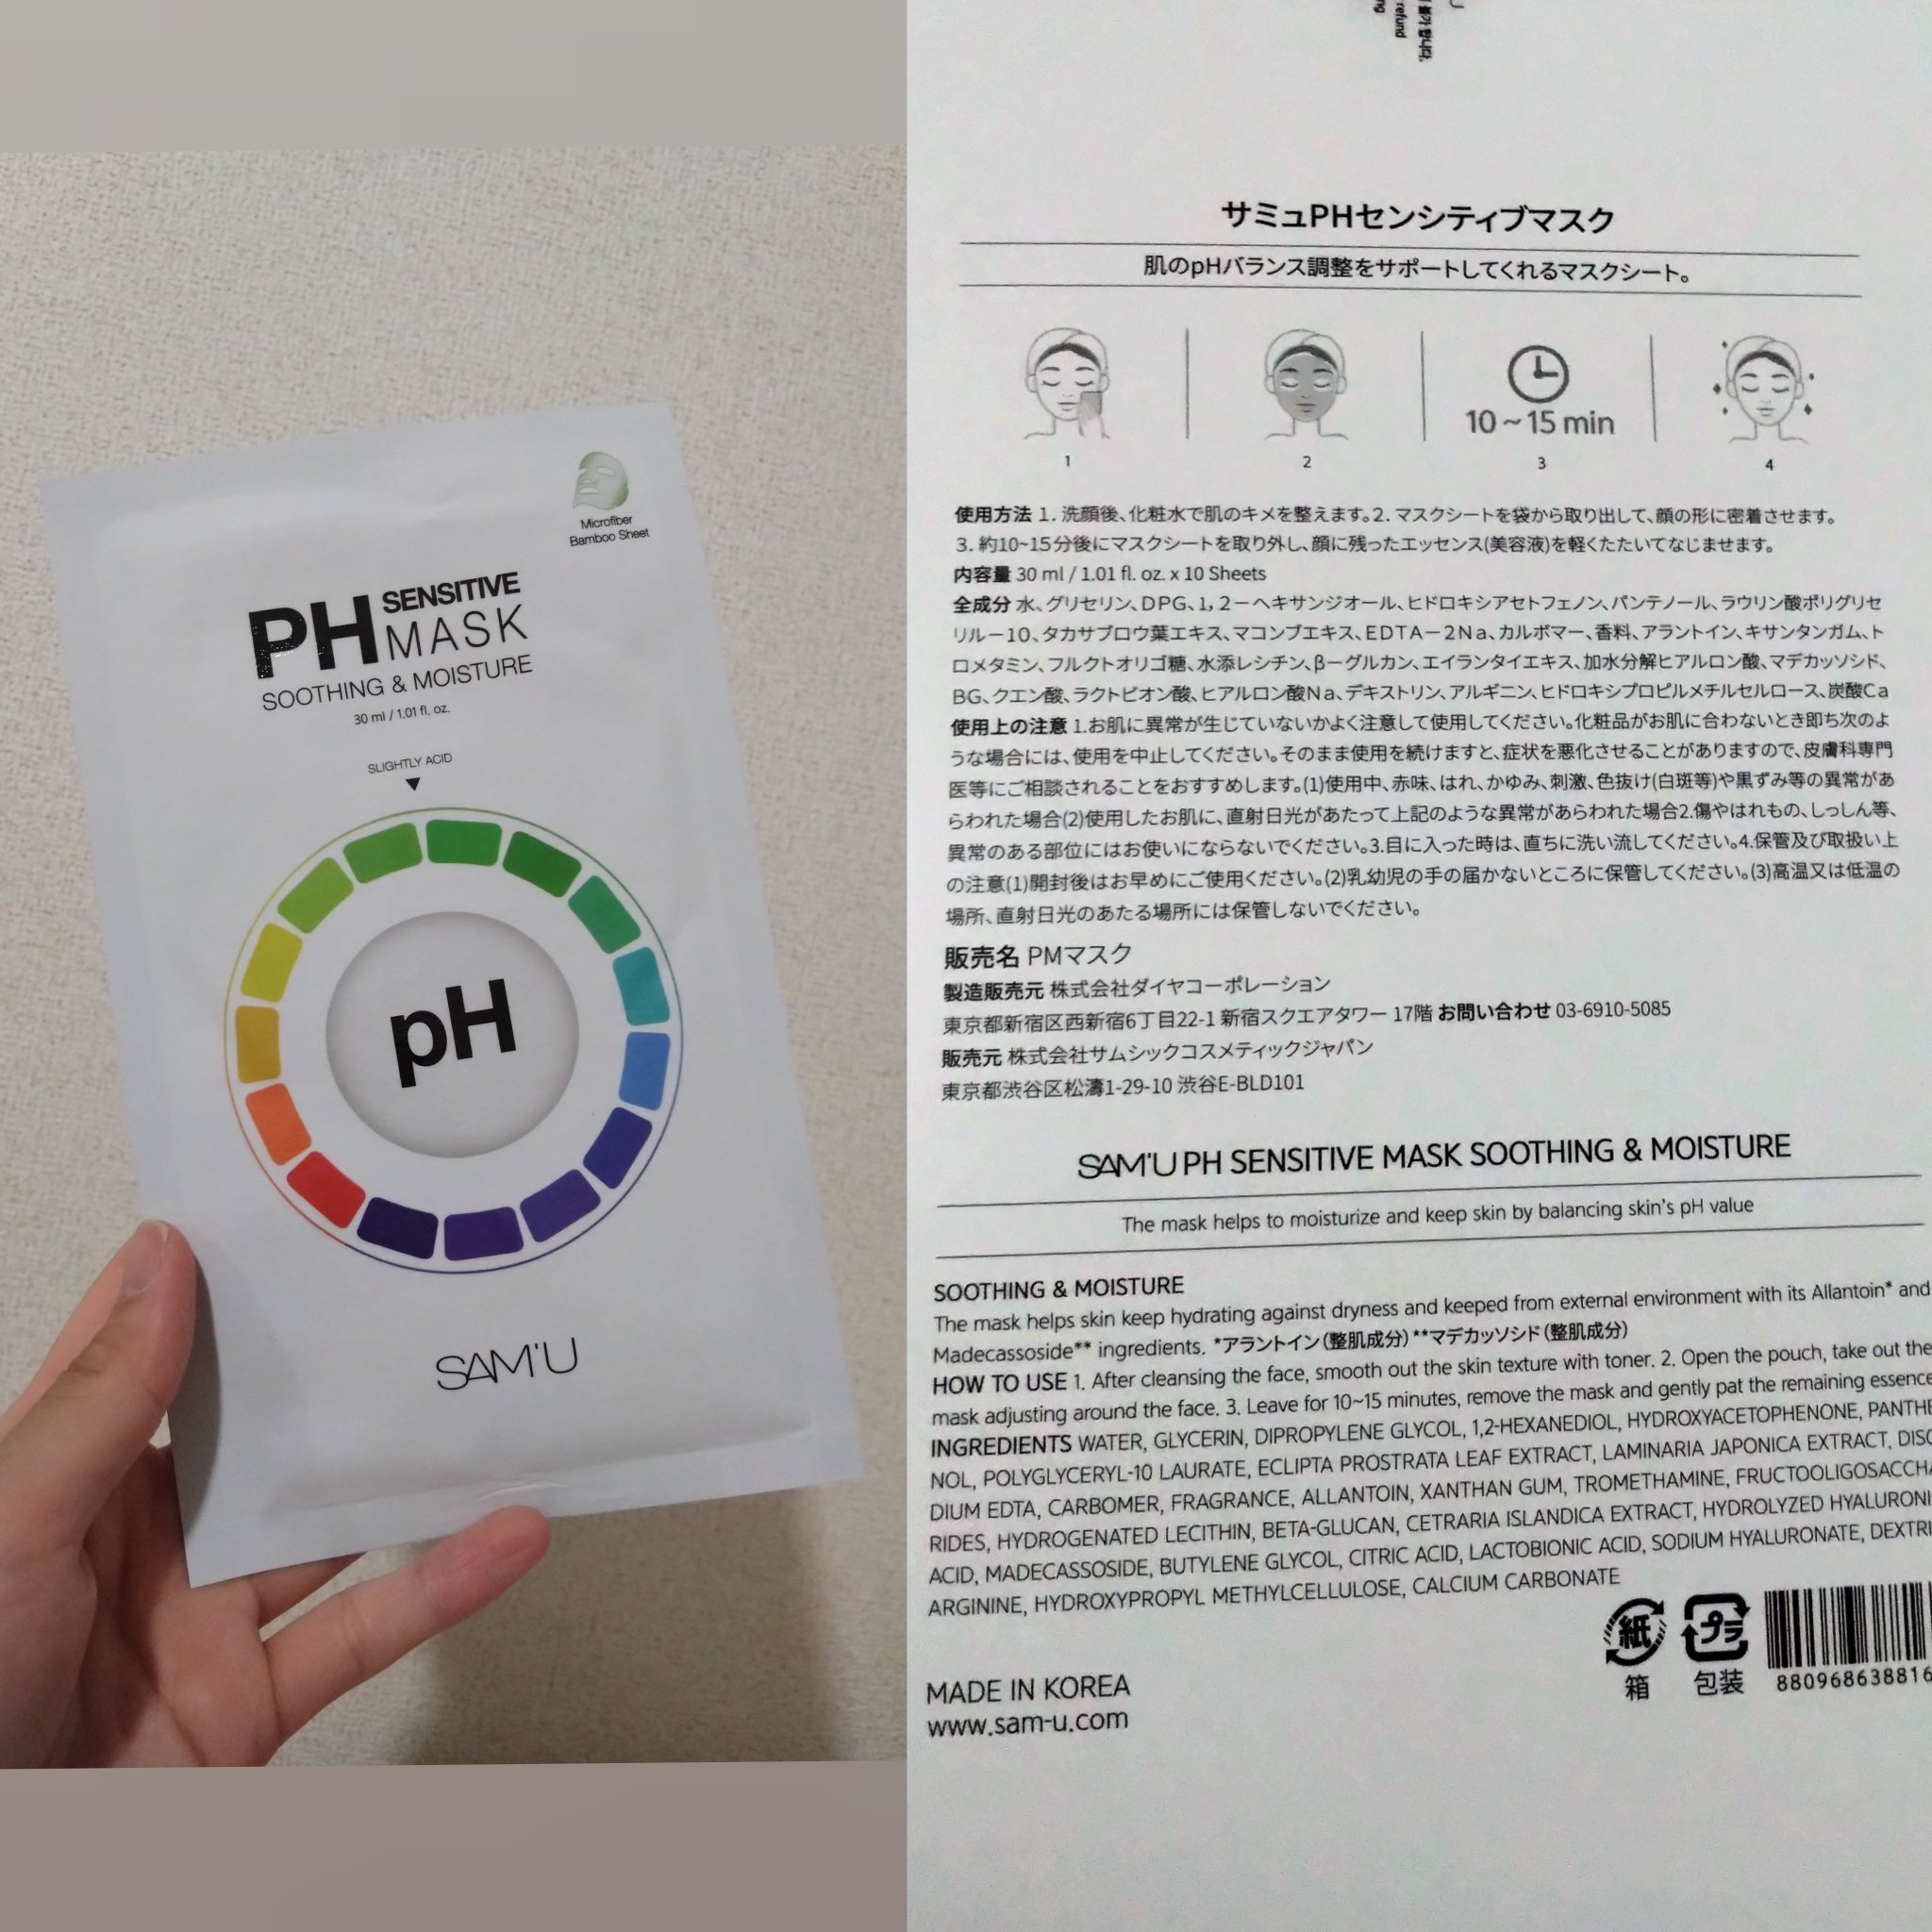 Microfiber
Bamboo Sheet
PH SENSITIVE
MASK
SOOTHING & MOISTURE
30 ml / 1.01 fl. oz.
SLIGHTLY ACID
pH
SAM'U
refund
サミュPHセンシティブマスク
肌のpHバランス調整をサポートしてくれるマスクシート。
10~15 min
1
2
3
4
使用方法 1. 洗顔後、化粧水で肌のキメを整えます。2. マスクシートを袋から取り出して、顔の形に密着させます。
3. 約10~15分後にマスクシートを取り外し、顔に残ったエッセンス(美容液)を軽くたたいてなじませます。
内容量 30 ml / 1.01 fl. oz. x 10 Sheets
全成分 水、グリセリン、DPG、1,2－ヘキサンジオール、ヒドロキシアセトフェノン、パンテノール、ラウリン酸ポリグリセ
リル－10、タカサブロウ葉エキス、マコンブエキス、EDTA－2Na、カルボマー、香料、アラントイン、キサンタンガム、ト
ロメタミン、フルクトオリゴ糖、水添レシチン、β－グルカン、エイランタイエキス、加水分解ヒアルロン酸、マデカッソシド、
BG、クエン酸、ラクトビオン酸、ヒアルロン酸Na、デキストリン、アルギニン、ヒドロキシプロピルメチルセルロース、炭酸Ca
使用上の注意 1.お肌に異常が生じていないかよく注意して使用してください。化粧品がお肌に合わないとき即ち次のよ
うな場合には、使用を中止してください。そのまま使用を続けますと、症状を悪化させることがありますので、皮膚科専門
医等にご相談されることをおすすめします。(1)使用中、赤味、はれ、かゆみ、刺激、色抜け(白斑等)や黒ずみ等の異常があ
らわれた場合(2)使用したお肌に、直射日光があたって上記のような異常があらわれた場合2.傷やはれもの、しっしん等、
異常のある部位にはお使いにならないでください。3.目に入った時は、直ちに洗い流してください。4.保管及び取扱い上
の注意(1)開封後はお早めにご使用ください。(2)乳幼児の手の届かないところに保管してください。(3)高温又は低温の
場所、直射日光のあたる場所には保管しないでください。
販売名 PMマスク
製造販売元 株式会社ダイヤコーポレーション
東京都新宿区西新宿6丁目22-1 新宿スクエアタワー 17階 お問い合わせ 03-6910-5085
販売元 株式会社サムシックコスメティックジャパン
東京都渋谷区松濤1-29-10 渋谷E-BLD101
SAM'U PH SENSITIVE MASK SOOTHING & MOISTURE
The mask helps to moisturize and keep skin by balancing skin's pH value
SOOTHING & MOISTURE
The mask helps skin keep hydrating against dryness and keeped from external environment with its Allantoin* and
Madecassoside** ingredients. *アラントイン(整肌成分) **マデカッソシド(整肌成分)
HOW TO USE 1. After cleansing the face, smooth out the skin texture with toner. 2. Open the pouch, take out the
mask adjusting around the face. 3. Leave for 10~15 minutes, remove the mask and gently pat the remaining essence
INGREDIENTS WATER, GLYCERIN, DIPROPYLENE GLYCOL, 1,2-HEXANEDIOL, HYDROXYACETOPHENONE, PANTHE
NOL, POLYGLYCERYL-10 LAURATE, ECLIPTA PROSTRATA LEAF EXTRACT, LAMINARIA JAPONICA EXTRACT, DISO
DIUM EDTA, CARBOMER, FRAGRANCE, ALLANTOIN, XANTHAN GUM, TROMETHAMINE, FRUCTOOLIGOSACCHA
RIDES, HYDROGENATED LECITHIN, BETA-GLUCAN, CETRARIA ISLANDICA EXTRACT, HYDROLYZED HYALURONI
ACID, MADECASSOSIDE, BUTYLENE GLYCOL, CITRIC ACID, LACTOBIONIC ACID, SODIUM HYALURONATE, DEXTRI
ARGININE, HYDROXYPROPYL METHYLCELLULOSE, CALCIUM CARBONATE
紙
箱
プラ
包装
880968638816
MADE IN KOREA
www.sam-u.com